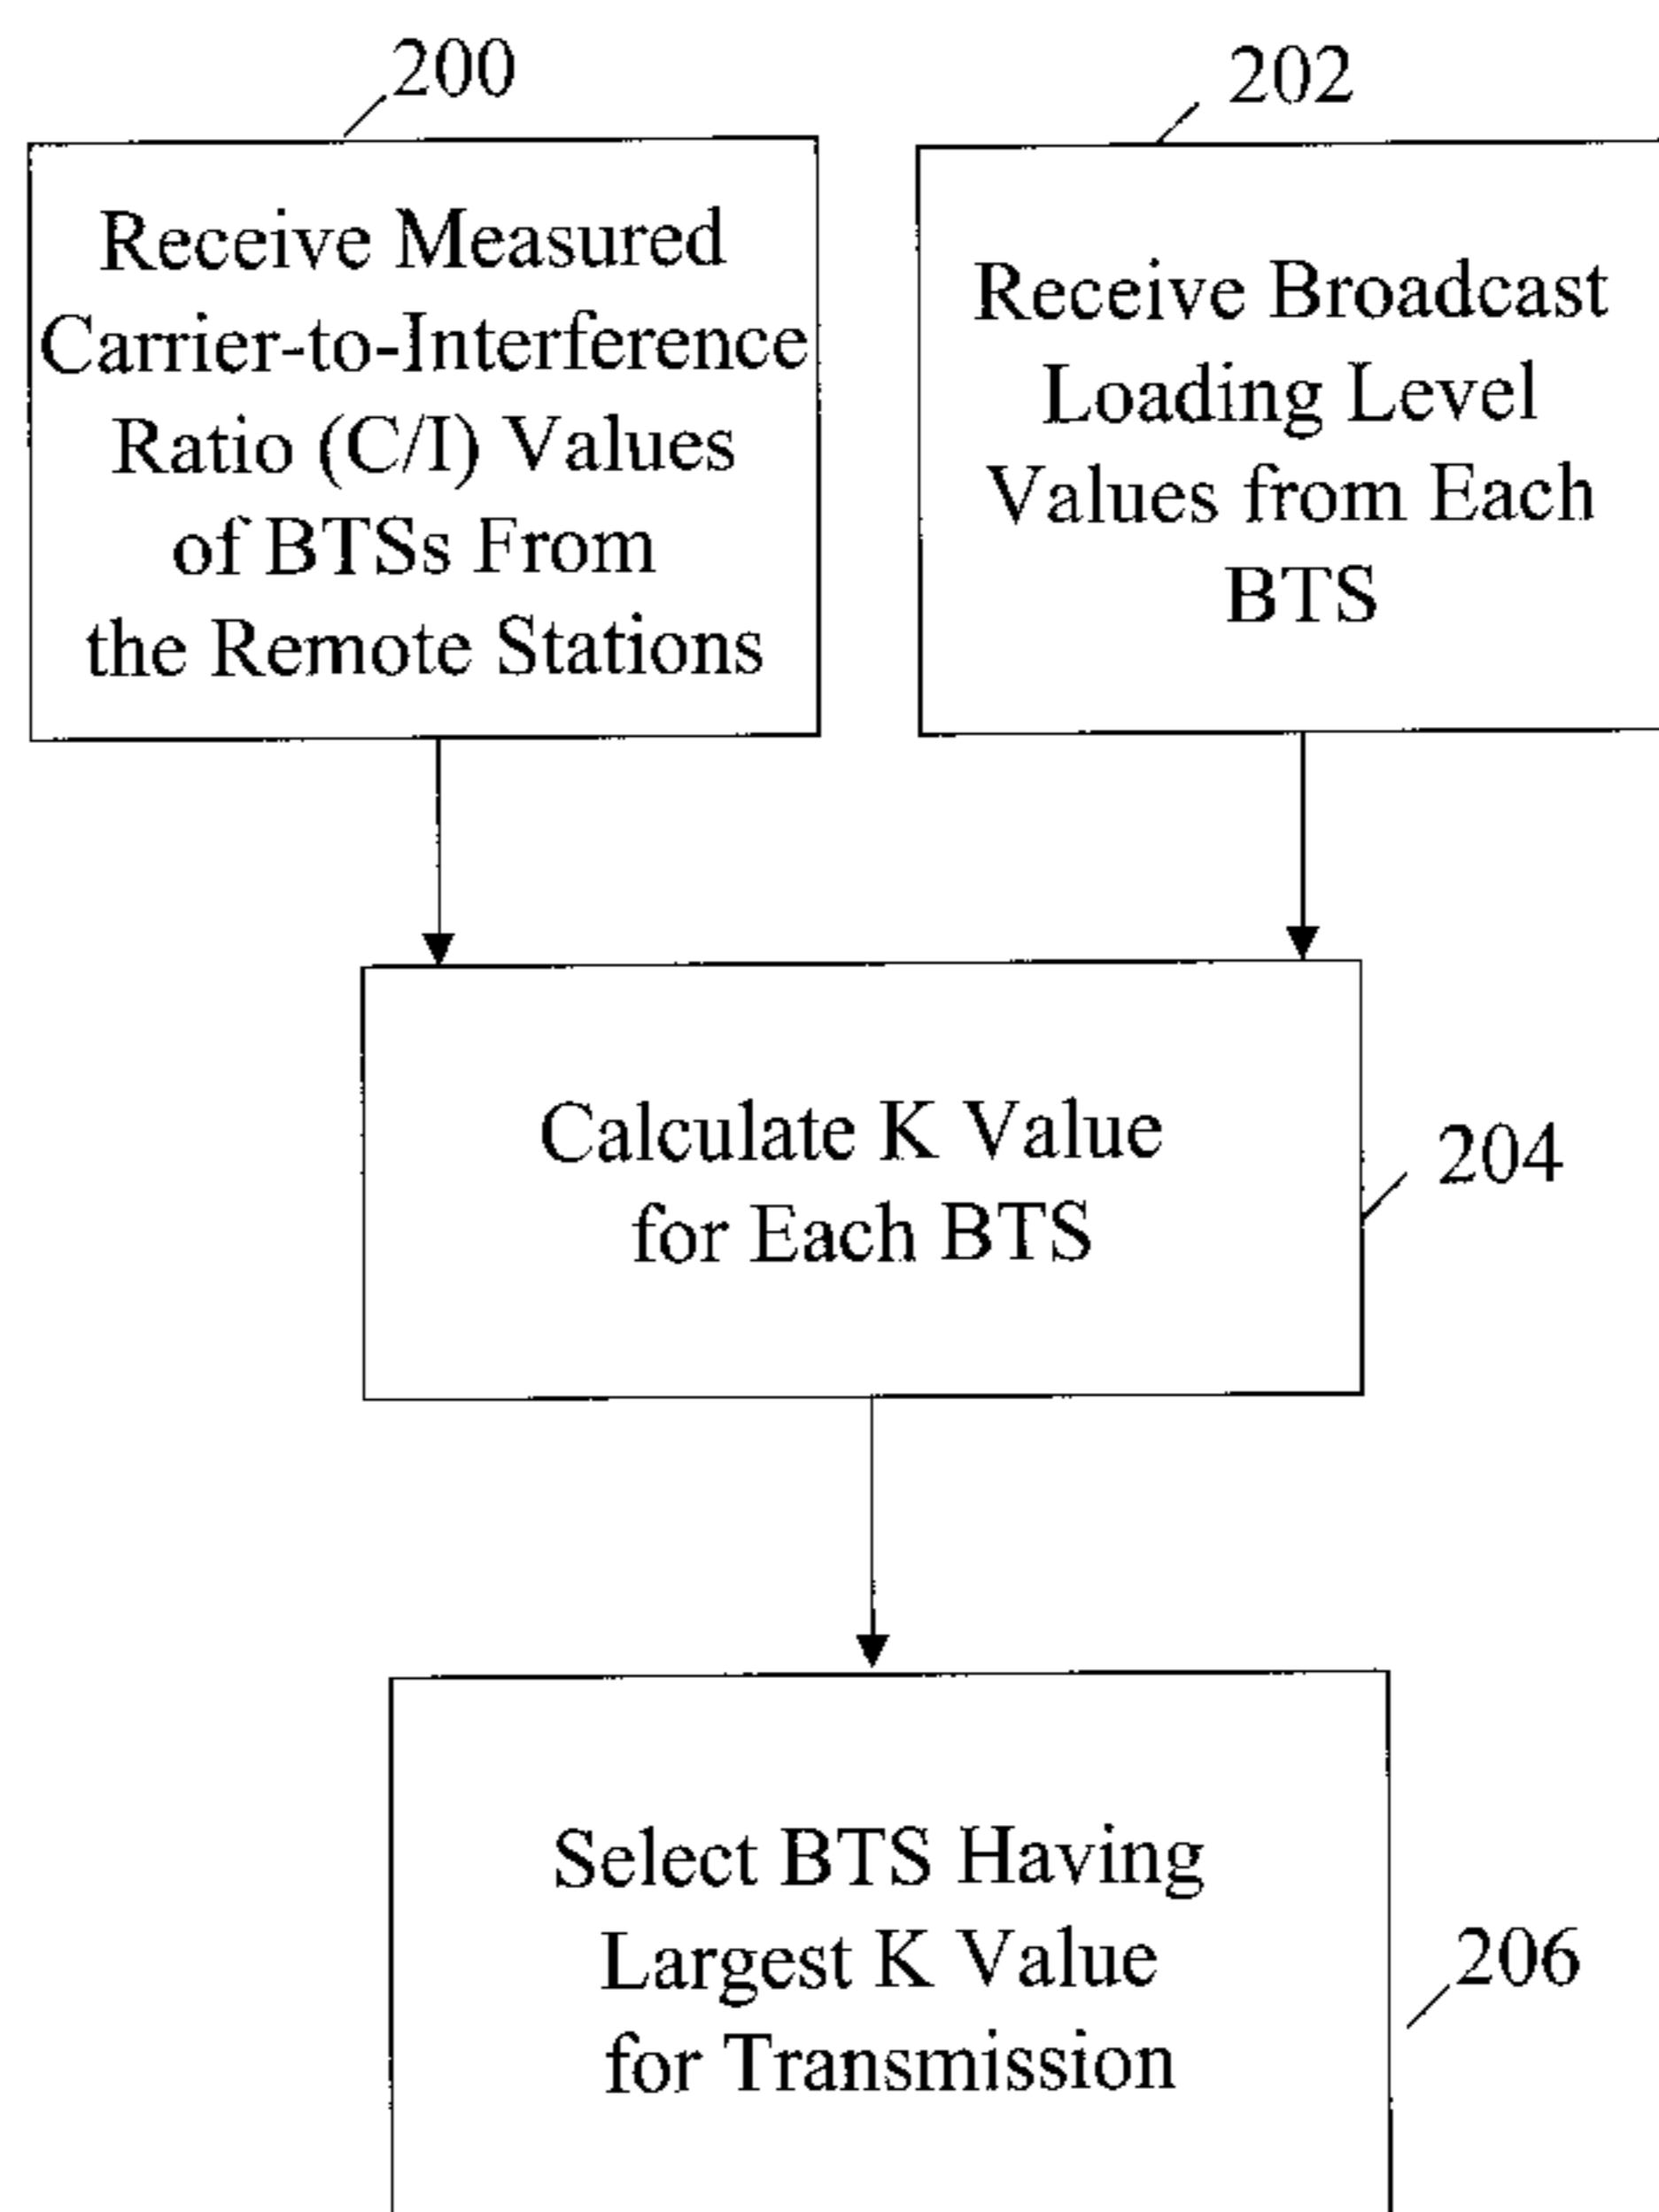 200
Receive Measured
Carrier-to-Interference
Ratio (C/I) Values
of BTSs From
the Remote Stations
202
Receive Broadcast
Loading Level
Values from Each
BTS
Calculate K Value
for Each BTS
204
Select BTS Having
Largest K Value
for Transmission
206